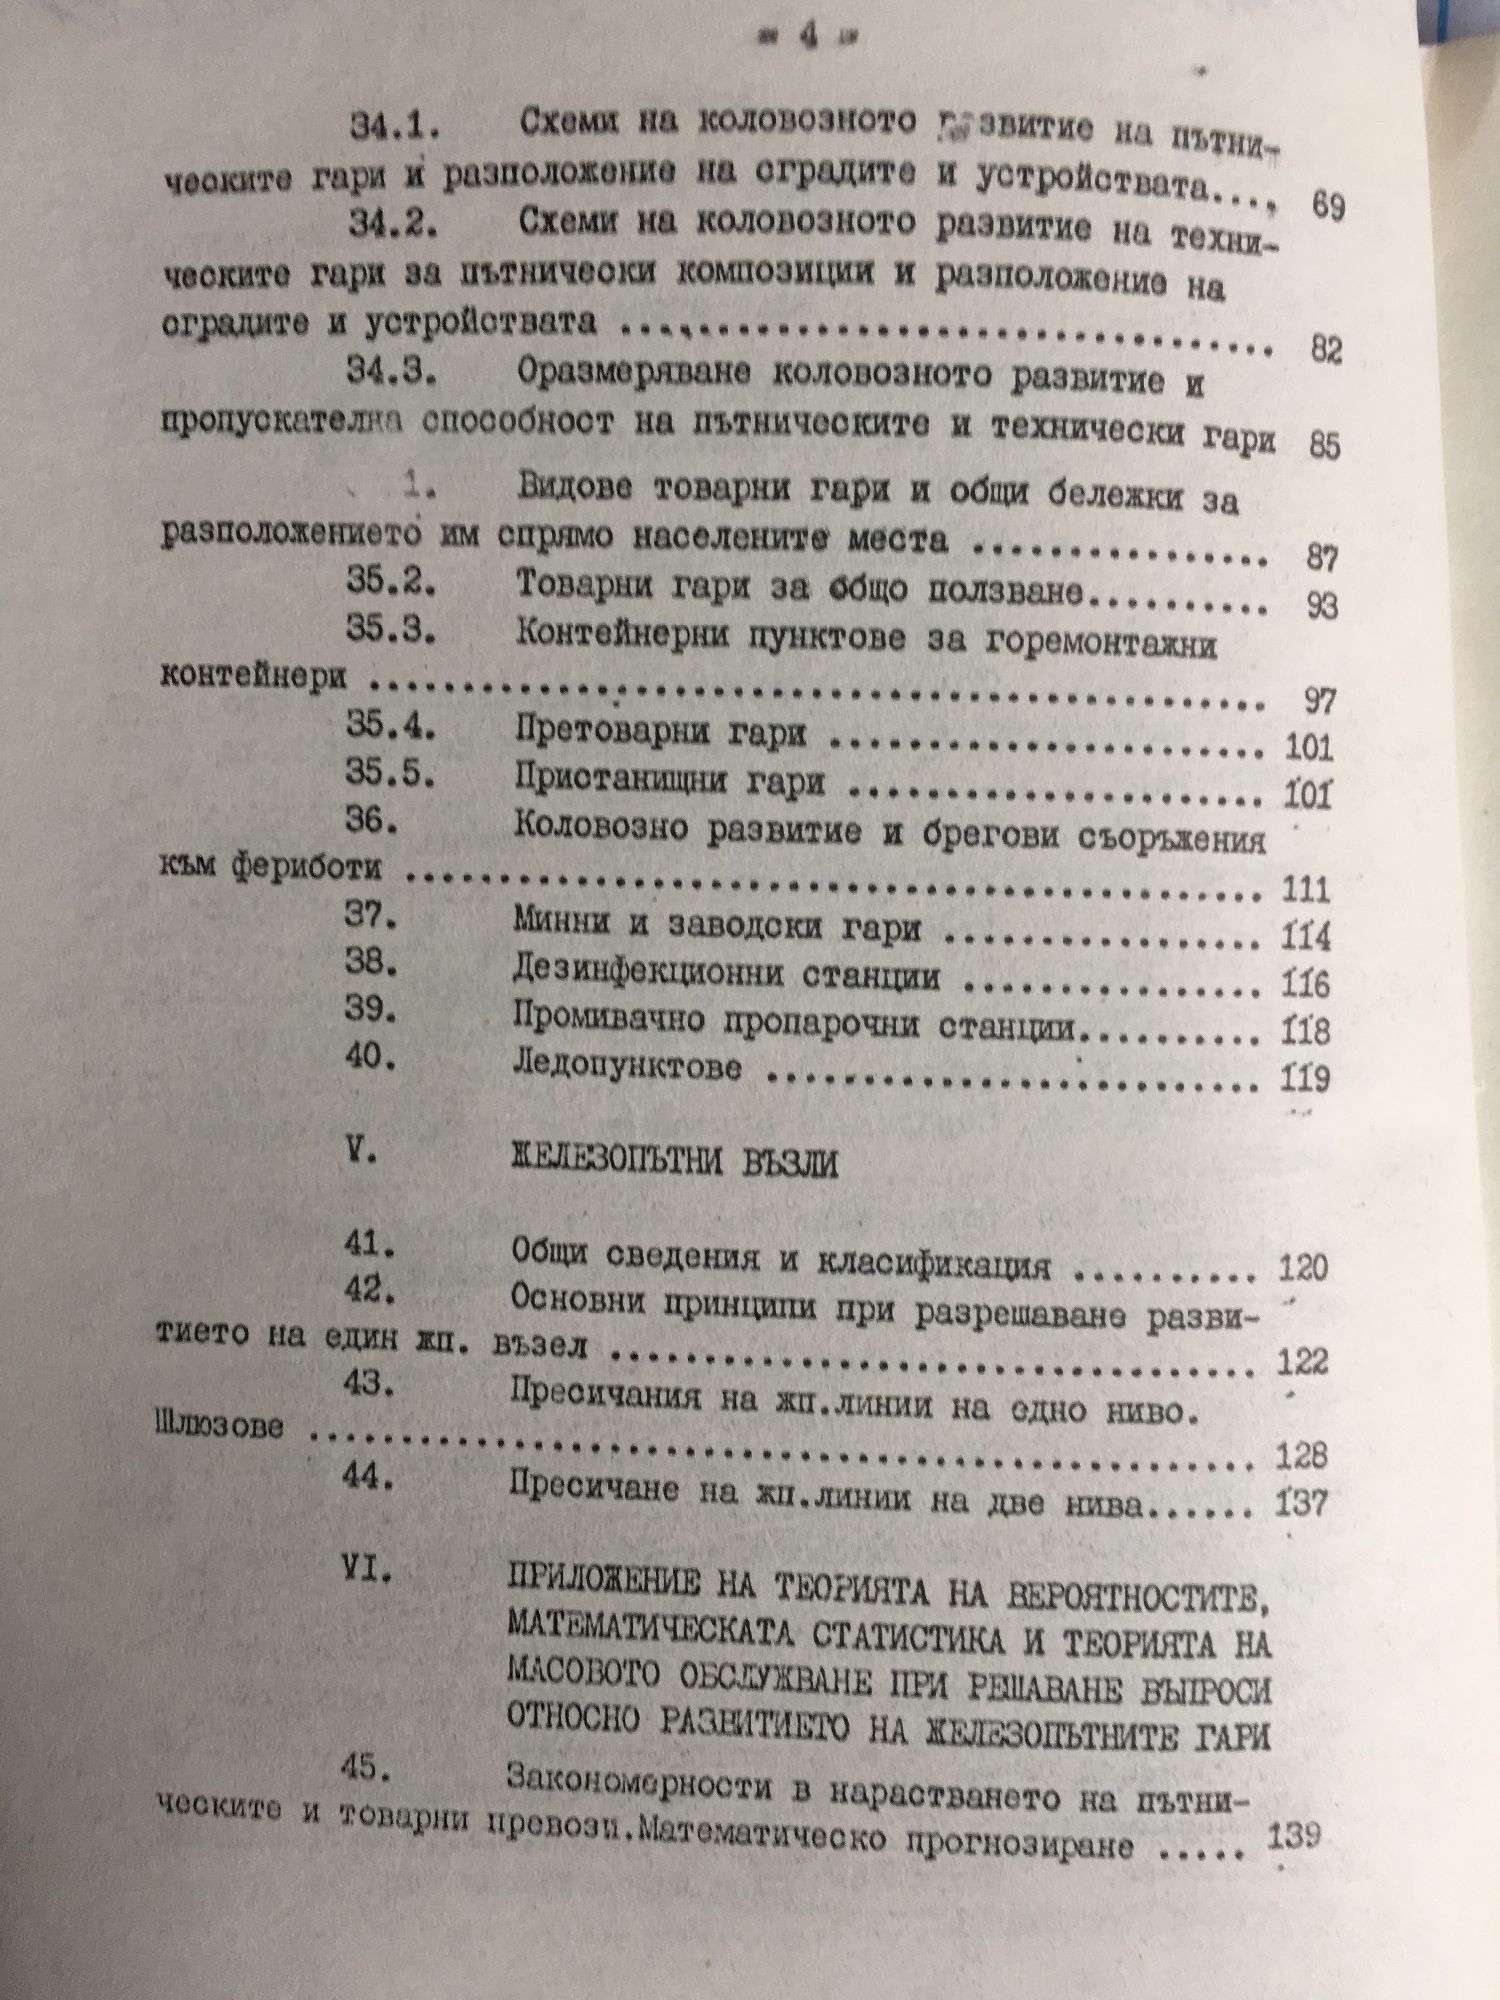 - 4 -
34.1. Схеми на коловозното развитие на пътни-
ческите гари и разположение на сградите и устройствата.... 69
34.2. Схеми на коловозното развитие на техни-
ческите гари за пътнически композиции и разположение на
сградите и устройствата .................................. 82
34.3. Оразмеряване коловозното развитие и
пропускателна способност на пътническите и технически гари 85
1. Видове товарни гари и общи бележки за
разположението им спрямо населените места ................ 87
35.2. Товарни гари за общо ползване.......... 93
35.3. Контейнерни пунктове за горемонтажни
контейнери ............................................... 97
35.4. Претоварни гари ....................... 101
35.5. Пристанищни гари ...................... 101
36. Коловозно развитие и брегови съоръжения
към фериботи ............................................. 111
37. Минни и заводски гари ................. 114
38. Дезинфекционни станции ................ 116
39. Промивачно пропарочни станции.......... 118
40. Ледопунктове .......................... 119
V. ЖЕЛЕЗОПЪТНИ ВЪЗЛИ
41. Общи сведения и класификация .......... 120
42. Основни принципи при разрешаване разви-
тието на един жп. възел .................................. 122
43. Пресичания на жп.линии на едно ниво.
Шлюзове .................................................. 128
44. Пресичане на жп.линии на две нива...... 137
VI. ПРИЛОЖЕНИЕ НА ТЕОРИЯТА НА ВЕРОЯТНОСТИТЕ,
МАТЕМАТИЧЕСКАТА СТАТИСТИКА И ТЕОРИЯТА НА
МАСОВОТО ОБСЛУЖВАНЕ ПРИ РЕШАВАНЕ ВЪПРОСИ
ОТНОСНО РАЗВИТИЕТО НА ЖЕЛЕЗОПЪТНИТЕ ГАРИ
45. Закономерности в нарастването на пътни-
ческите и товарни превози.Математическо прогнозиране ..... 139